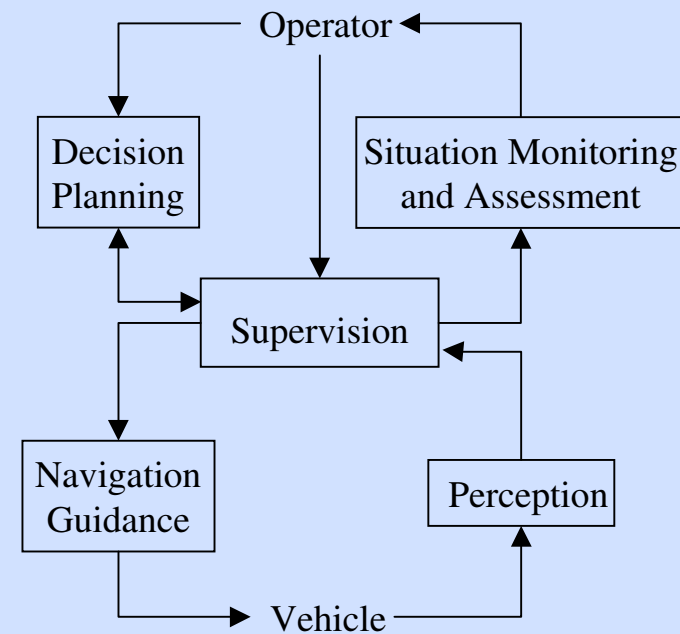 Operator
Decision
Planning
Situation Monitoring
and Assessment
Supervision
Navigation
Guidance
Perception
Vehicle